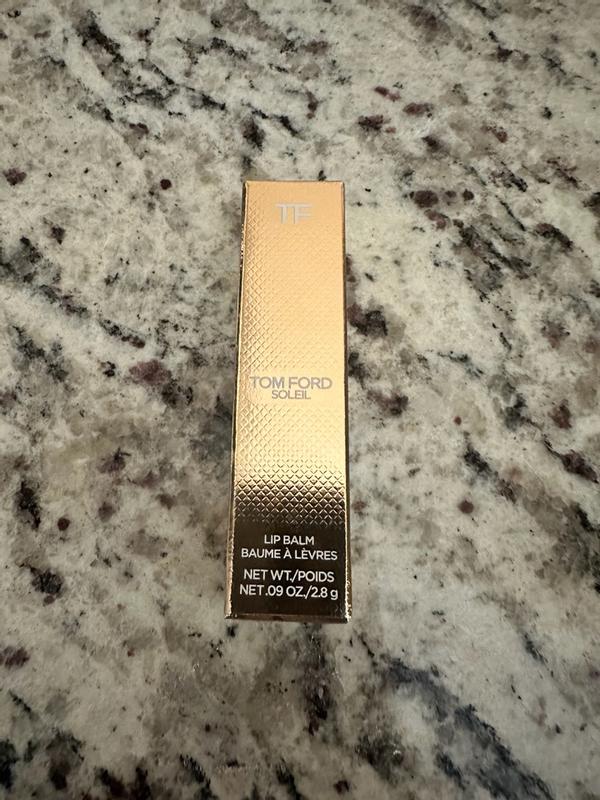 TF
TOM FORD
SOLEIL
LIP BALM
BAUME À LÈVRES
NET WT./POIDS
NET .09 OZ./2.8 g